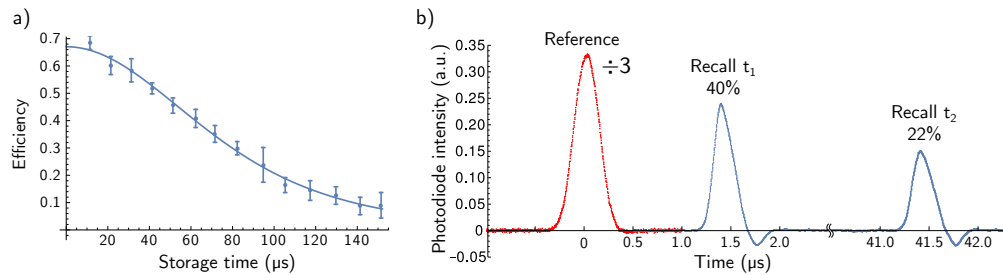 a)
0.7
0.6
0.5
0.4
0.3
0.2
0.1
Efficiency
20 40 60 80 100 120 140
Storage time (μs)
b)
0.35
0.30
0.25
0.20
0.15
0.10
0.05
0
−0.05
Photodiode intensity (a.u.)
Reference
÷3
Recall t₁
40%
Recall t₂
22%
0 0.5 1.0 1.5 2.0 41.0 41.5 42.0
Time (μs)